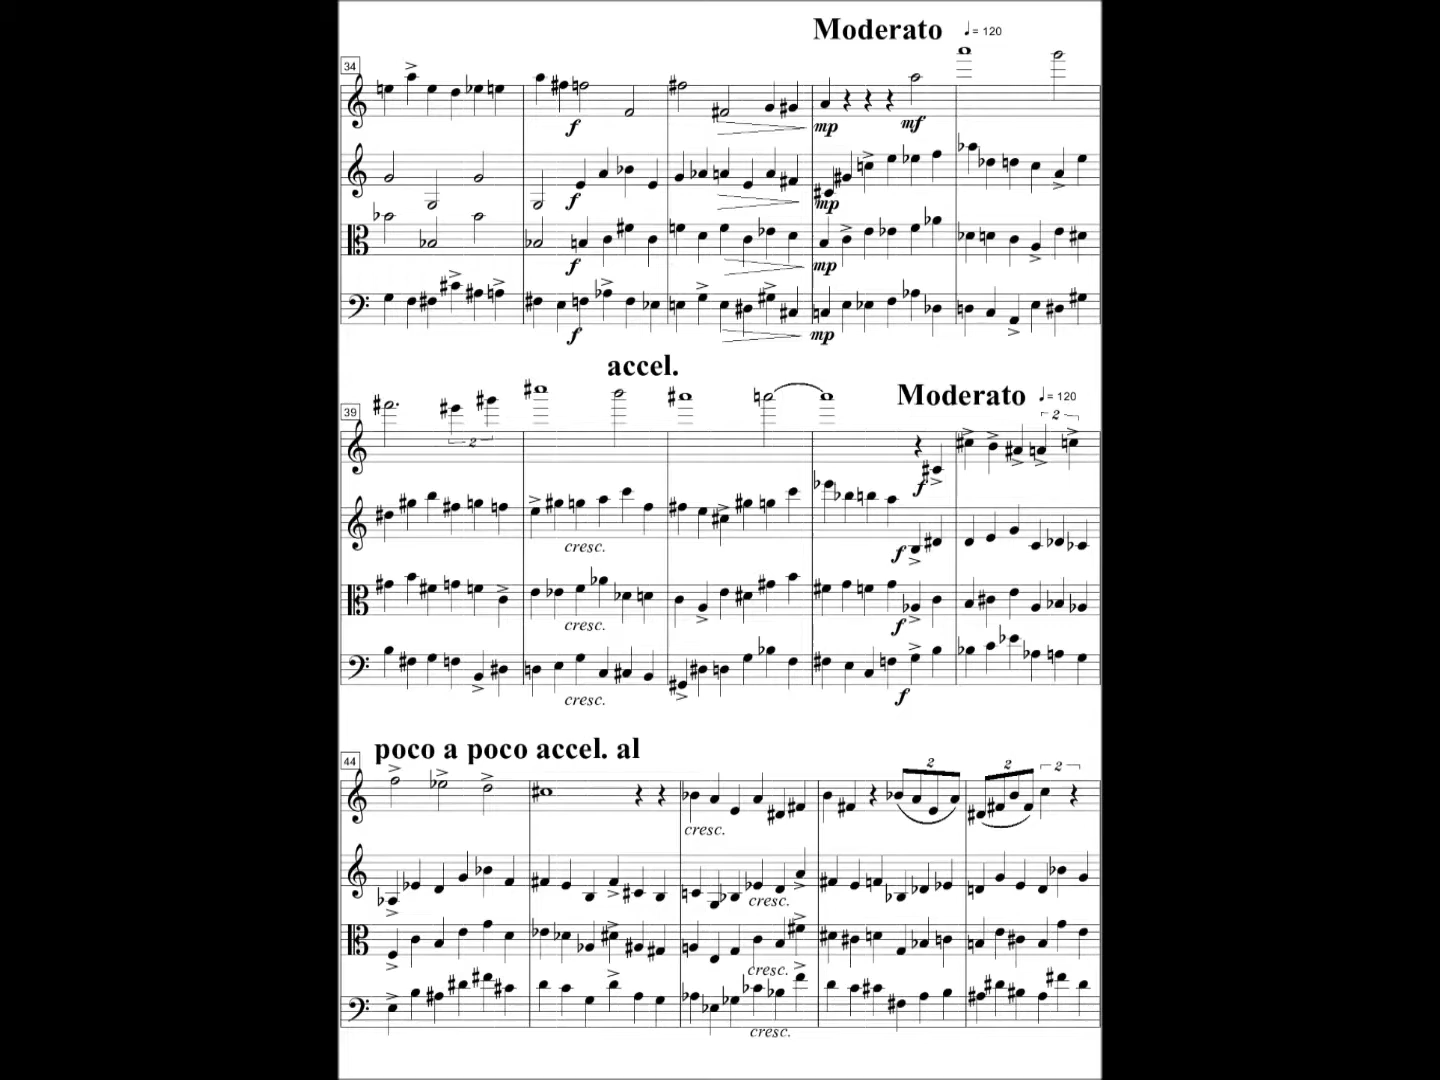 Moderato ♩= 120
34
f
mp mf
f
mp
f
mp
f
mp
accel.
Moderato ♩= 120
39
2
2
f
cresc.
f
cresc.
f
cresc.
f
poco a poco accel. al
44
2 2 2
cresc.
cresc.
cresc.
cresc.